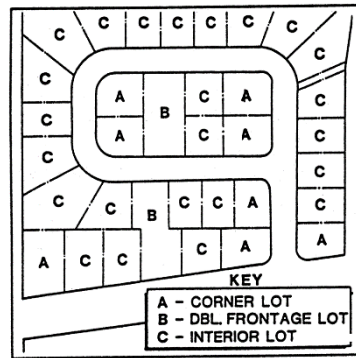 C C C C C C C C
C C
A C A
C B C
C A C A C
C C
C C C B C C A C
A C C C A A
KEY
A - CORNER LOT
B - DBL. FRONTAGE LOT
C - INTERIOR LOT